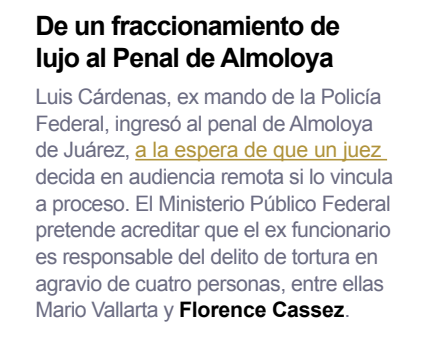 De un fraccionamiento de
lujo al Penal de Almoloya
Luis Cárdenas, ex mando de la Policía
Federal, ingresó al penal de Almoloya
de Juárez, a la espera de que un juez
decida en audiencia remota si lo vincula
a proceso. El Ministerio Público Federal
pretende acreditar que el ex funcionario
es responsable del delito de tortura en
agravio de cuatro personas, entre ellas
Mario Vallarta y Florence Cassez.